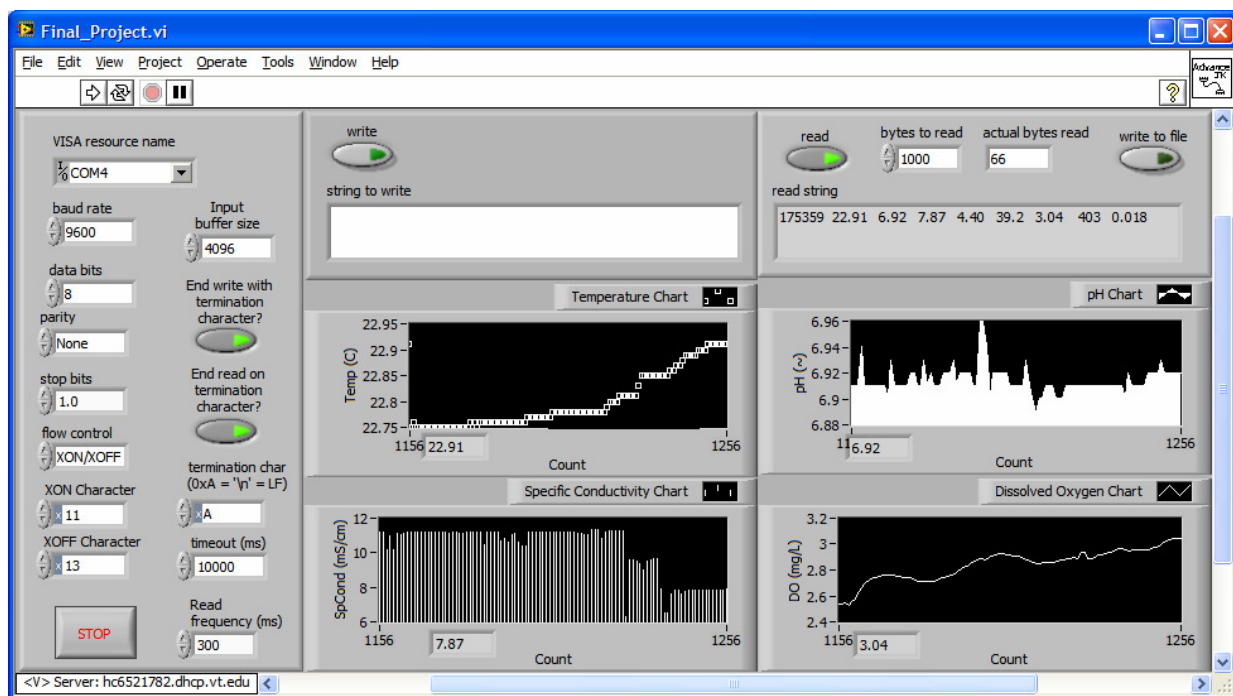 Final_Project.vi
File Edit View Project Operate Tools Window Help
Advance
JK
?
VISA resource name
I/0 COM4
baud rate
9600
Input
buffer size
4096
data bits
8
parity
None
End write with
termination
character?
stop bits
1.0
End read on
termination
character?
flow control
XON/XOFF
termination char
(0xA = '\n' = LF)
x A
XON Character
x 11
XOFF Character
x 13
timeout (ms)
10000
Read
frequency (ms)
300
STOP
write
string to write
read
bytes to read
1000
actual bytes read
66
write to file
read string
175359 22.91 6.92 7.87 4.40 39.2 3.04 403 0.018
Temperature Chart
22.95
22.9
22.85
22.8
22.75
Temp (C)
1156
22.91
1256
Count
pH Chart
6.96
6.94
6.92
6.9
6.88
pH (~)
11
6.92
1256
Count
Specific Conductivity Chart
12
10
8
6
SpCond (mS/cm)
1156
7.87
1256
Count
Dissolved Oxygen Chart
3.2
3
2.8
2.6
2.4
DO (mg/L)
1156
3.04
1256
Count
<V> Server: hc6521782.dhcp.vt.edu